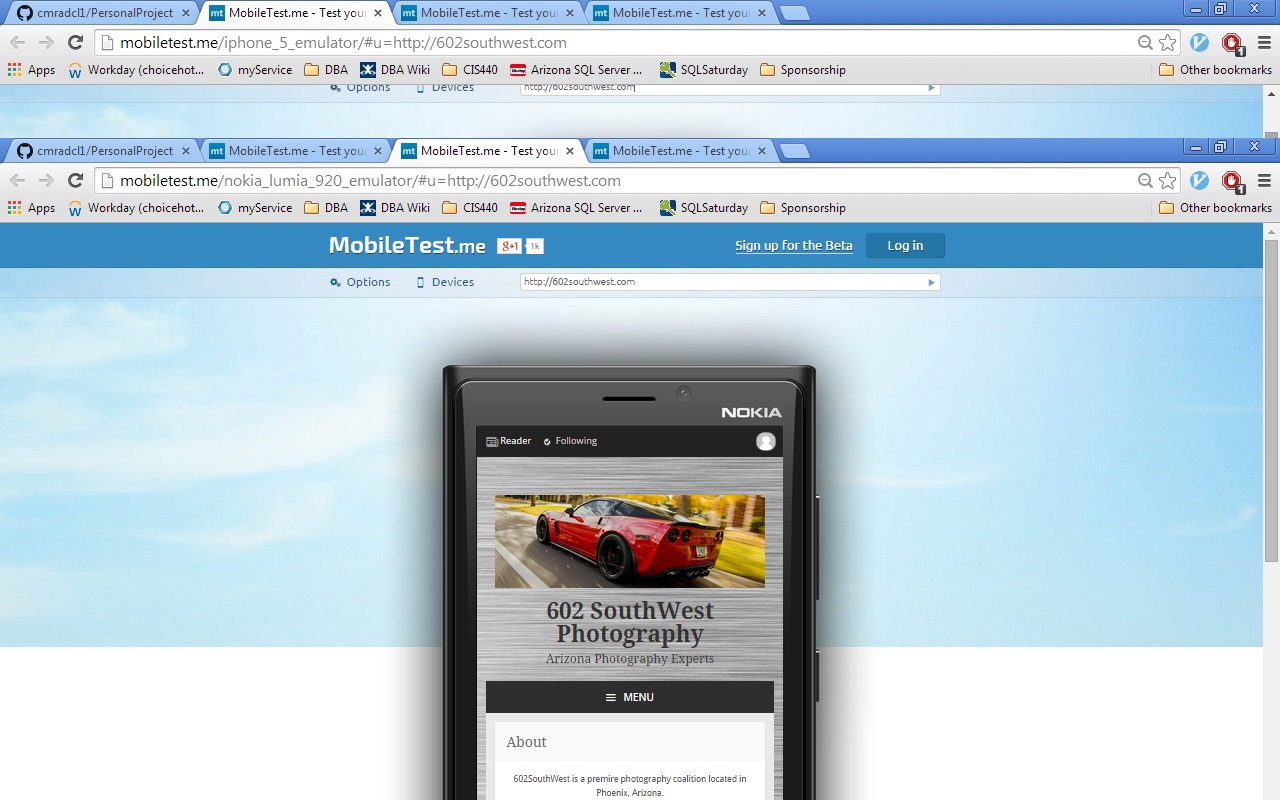 cmradcl1/PersonalProject MobileTest.me - Test your MobileTest.me - Test your MobileTest.me - Test your
mobiletest.me/iphone_5_emulator/#u=http://602southwest.com
Apps Workday (choicehot... myService DBA DBA Wiki CIS440 Arizona SQL Server ... SQLSaturday Sponsorship Other bookmarks
Options Devices http://602southwest.com
cmradcl1/PersonalProject MobileTest.me - Test your MobileTest.me - Test your MobileTest.me - Test your
mobiletest.me/nokia_lumia_920_emulator/#u=http://602southwest.com
Apps Workday (choicehot... myService DBA DBA Wiki CIS440 Arizona SQL Server ... SQLSaturday Sponsorship Other bookmarks
MobileTest.me g+1 1k Sign up for the Beta Log in
Options Devices http://602southwest.com
NOKIA
Reader Following
602 SouthWest
Photography
Arizona Photography Experts
MENU
About
602SouthWest is a premire photography coalition located in
Phoenix, Arizona.